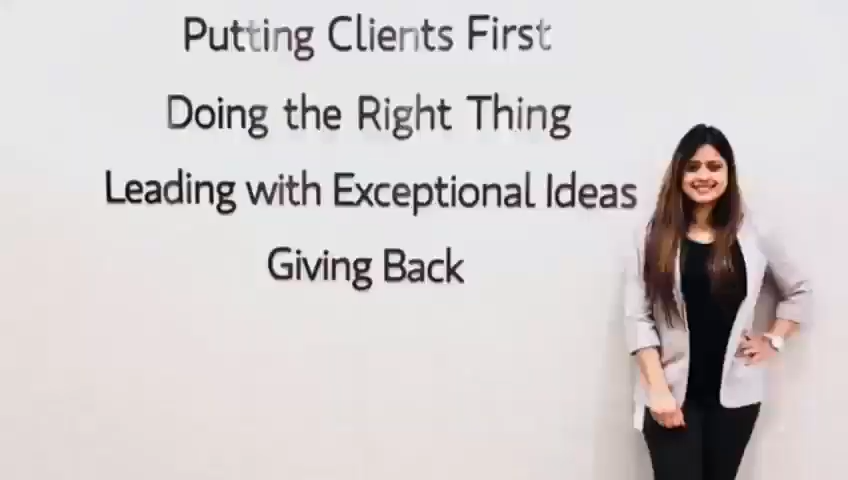 Putting Clients First
Doing the Right Thing
Leading with Exceptional Ideas
Giving Back